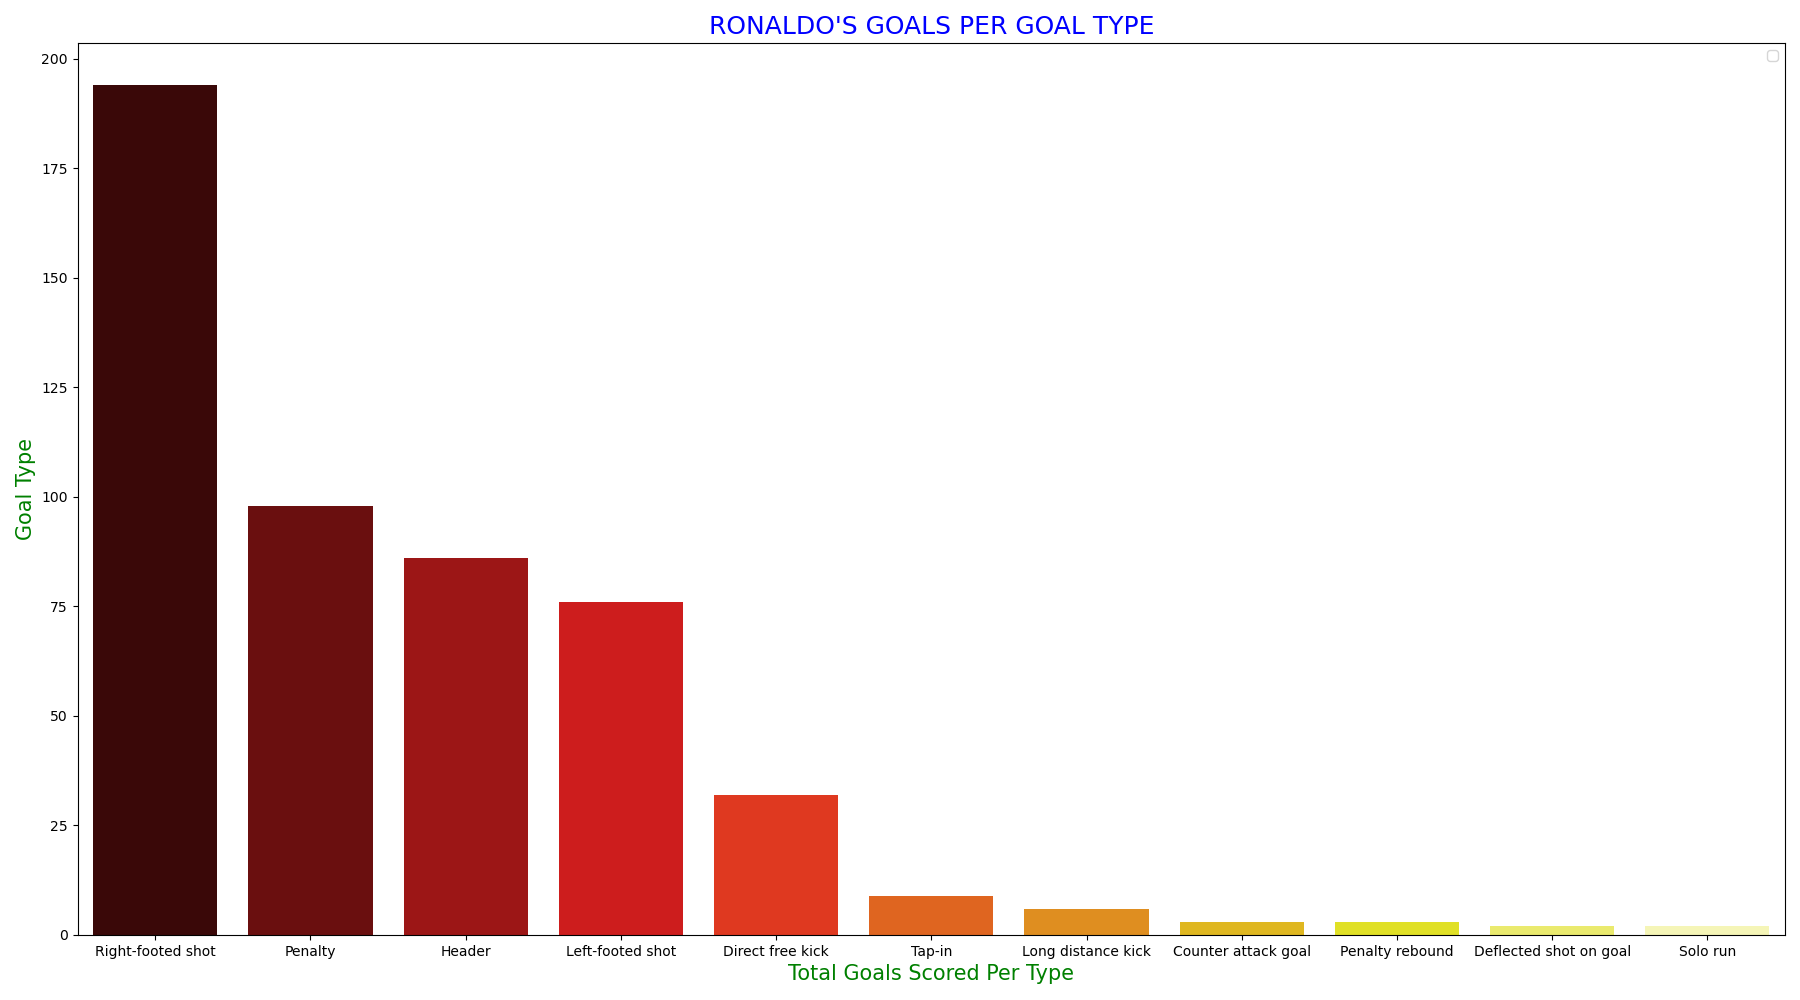 RONALDO'S GOALS PER GOAL TYPE
200
175
150
125
100
75
50
25
0
Goal Type
Right-footed shot Penalty Header Left-footed shot Direct free kick Tap-in Long distance kick Counter attack goal Penalty rebound Deflected shot on goal Solo run
Total Goals Scored Per Type